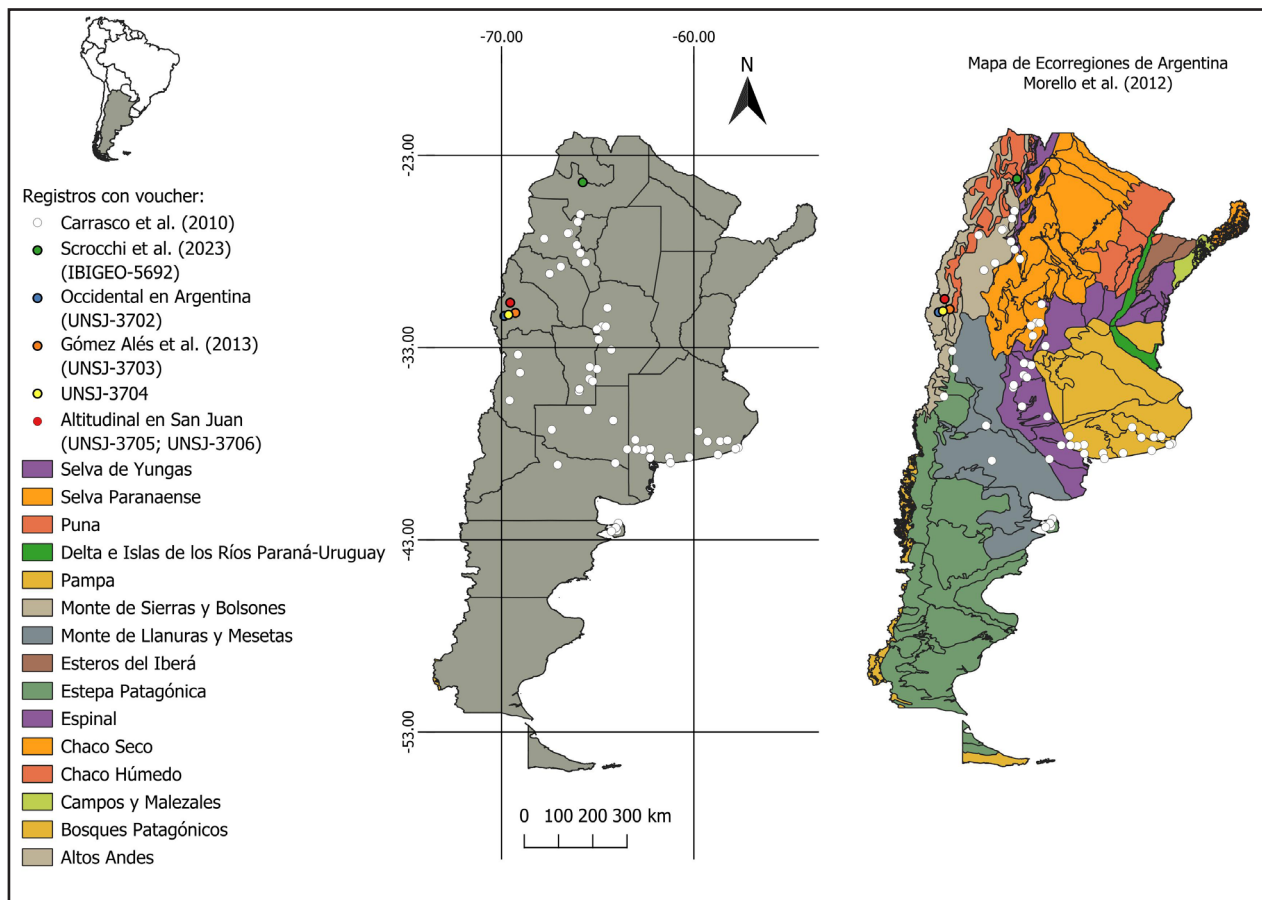 -70.00
-60.00
N
Mapa de Ecorregiones de Argentina
Morello et al. (2012)
-23.00
-33.00
-43.00
-53.00
Registros con voucher:
Carrasco et al. (2010)
Scrocchi et al. (2023)
(IBIGEO-5692)
Occidental en Argentina
(UNSJ-3702)
Gómez Alés et al. (2013)
(UNSJ-3703)
UNSJ-3704
Altitudinal en San Juan
(UNSJ-3705; UNSJ-3706)
Selva de Yungas
Selva Paranaense
Puna
Delta e Islas de los Ríos Paraná-Uruguay
Pampa
Monte de Sierras y Bolsones
Monte de Llanuras y Mesetas
Esteros del Iberá
Estepa Patagónica
Espinal
Chaco Seco
Chaco Húmedo
Campos y Malezales
Bosques Patagónicos
Altos Andes
0 100 200 300 km